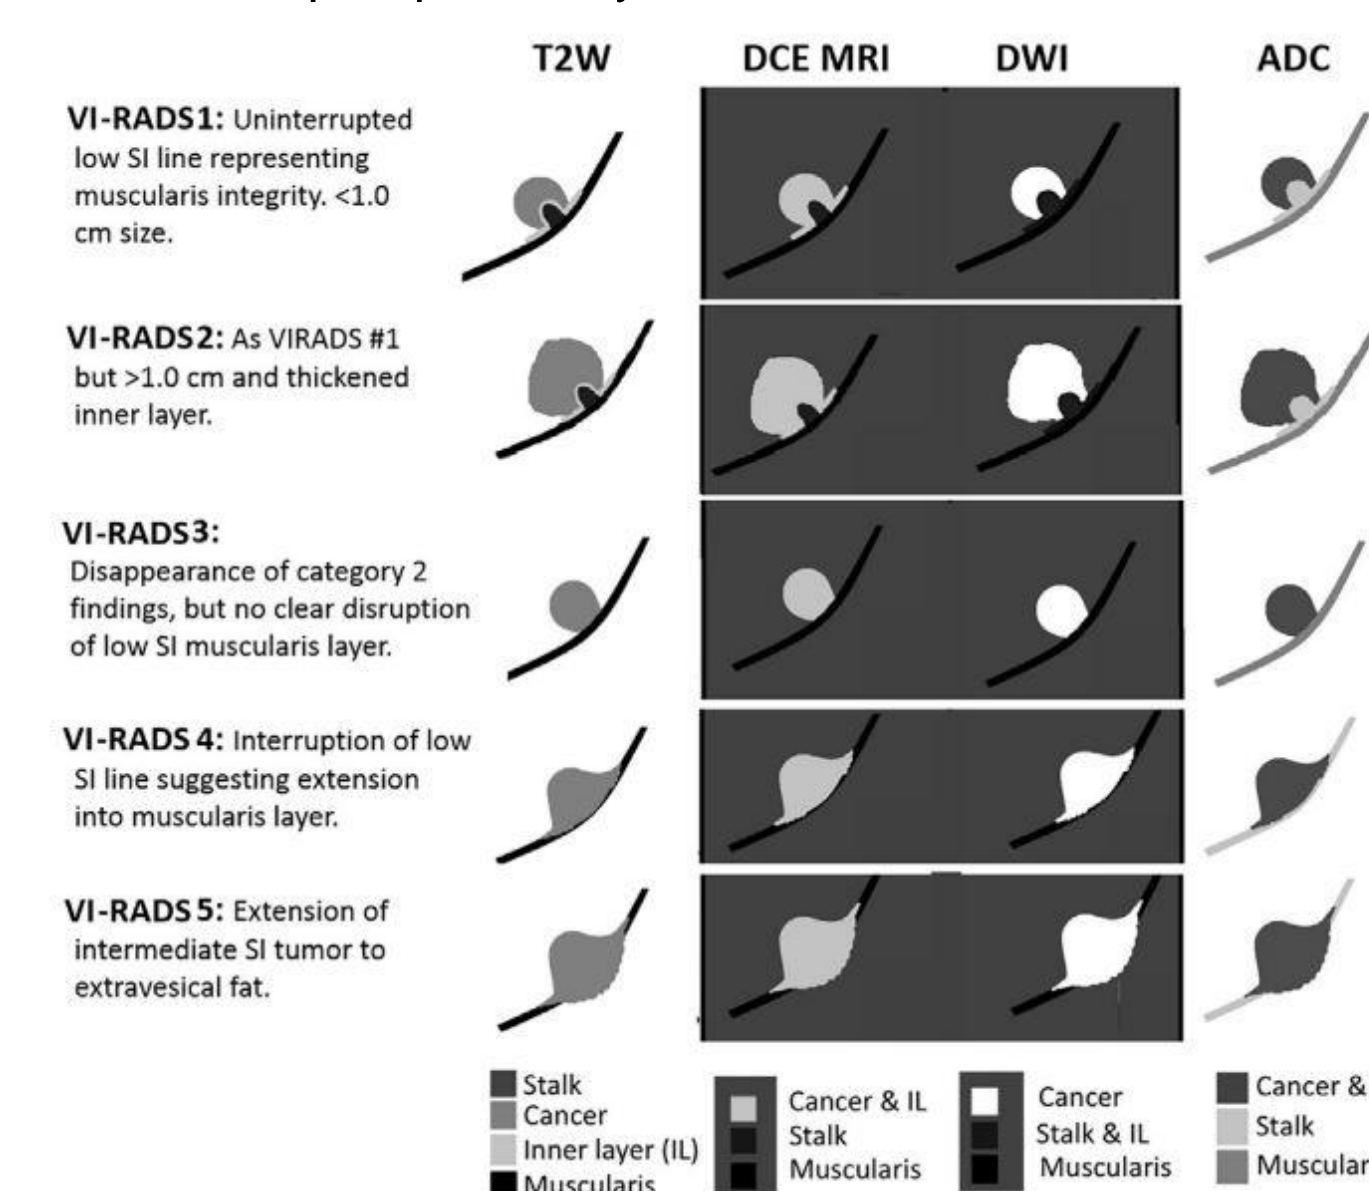 T2W DCE MRI DWI ADC
VI-RADS1: Uninterrupted
low SI line representing
muscularis integrity. <1.0
cm size.
VI-RADS2: As VIRADS #1
but >1.0 cm and thickened
inner layer.
VI-RADS3:
Disappearance of category 2
findings, but no clear disruption
of low SI muscularis layer.
VI-RADS 4: Interruption of low
SI line suggesting extension
into muscularis layer.
VI-RADS 5: Extension of
intermediate SI tumor to
extravesical fat.
Stalk
Cancer
Inner layer (IL)
Muscularis
Cancer & IL
Stalk
Muscularis
Cancer
Stalk & IL
Muscularis
Cancer &
Stalk